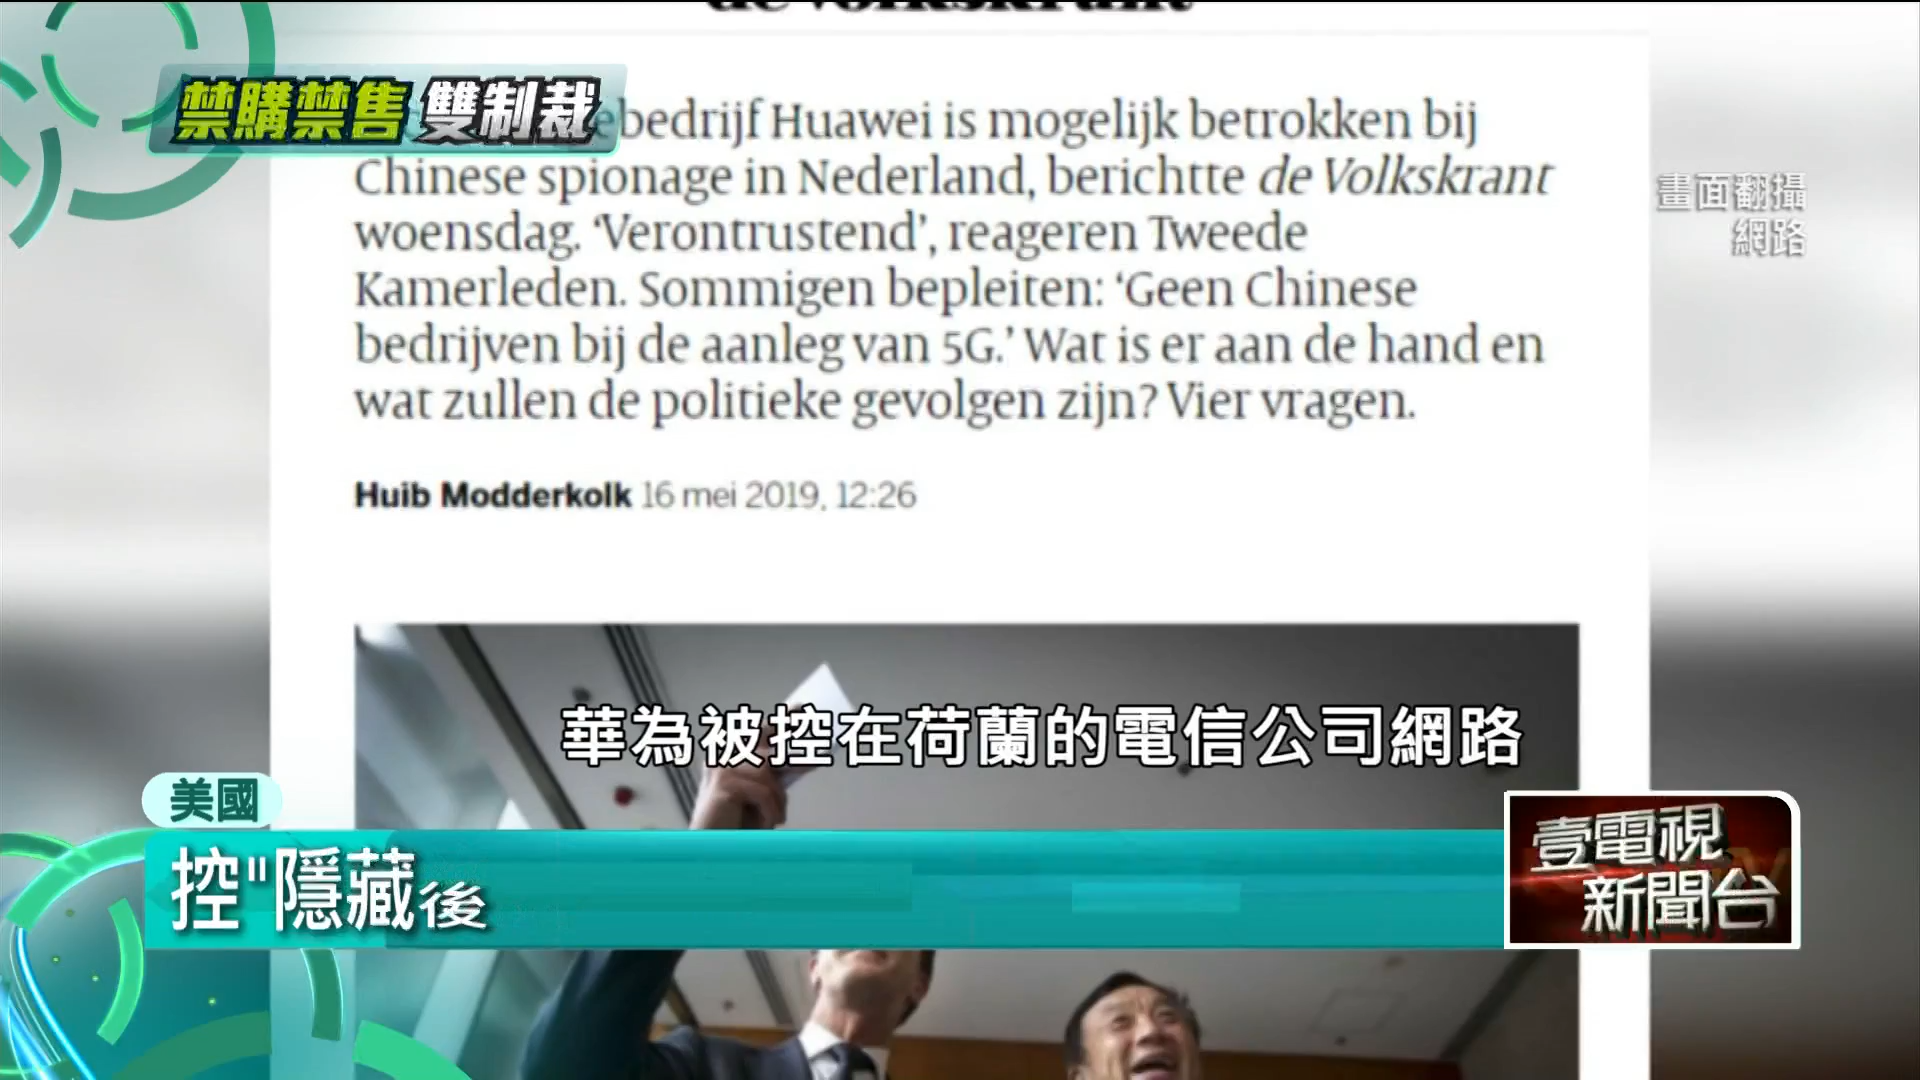 de Volkskrant
禁購禁售 雙制裁
bedrijf Huawei is mogelijk betrokken bij
Chinese spionage in Nederland, berichtte de Volkskrant
woensdag. ‘Verontrustend’, reageren Tweede
Kamerleden. Sommigen bepleiten: ‘Geen Chinese
bedrijven bij de aanleg van 5G.’ Wat is er aan de hand en
wat zullen de politieke gevolgen zijn? Vier vragen.
畫面翻攝
網路
Huib Modderkolk 16 mei 2019, 12:26
華為被控在荷蘭的電信公司網路
美國
控"隱藏後
壹電視
新聞台